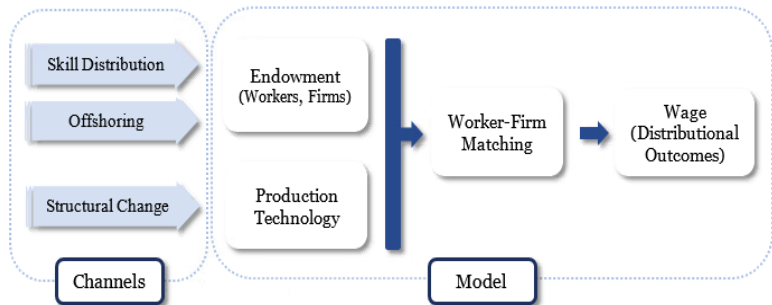 Skill Distribution
Offshoring
Structural Change
Channels
Endowment
(Workers, Firms)
Production
Technology
Worker-Firm
Matching
Wage
(Distributional
Outcomes)
Model